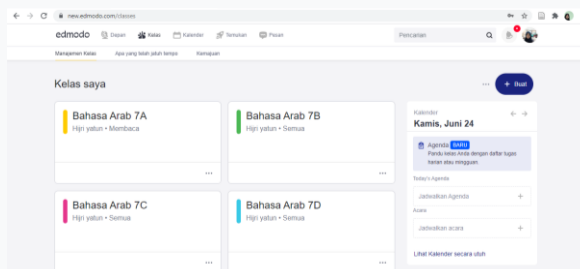 new.edmodo.com/classes
edmodo Depan Kelas Kalender Temukan Pesan Pencarian
Manajemen Kelas Apa yang telah jatuh tempo Kemajuan
Kelas saya
+ Buat
Bahasa Arab 7A
Hijri yatun • Membaca
Bahasa Arab 7B
Hijri yatun • Semua
Bahasa Arab 7C
Hijri yatun • Semua
Bahasa Arab 7D
Hijri yatun • Semua
Kalender
Kamis, Juni 24
Agenda BARU
Pandu kelas Anda dengan daftar tugas
harian atau mingguan.
Today's Agenda
Jadwalkan Agenda
Acara
Jadwalkan acara
Lihat Kalender secara utuh